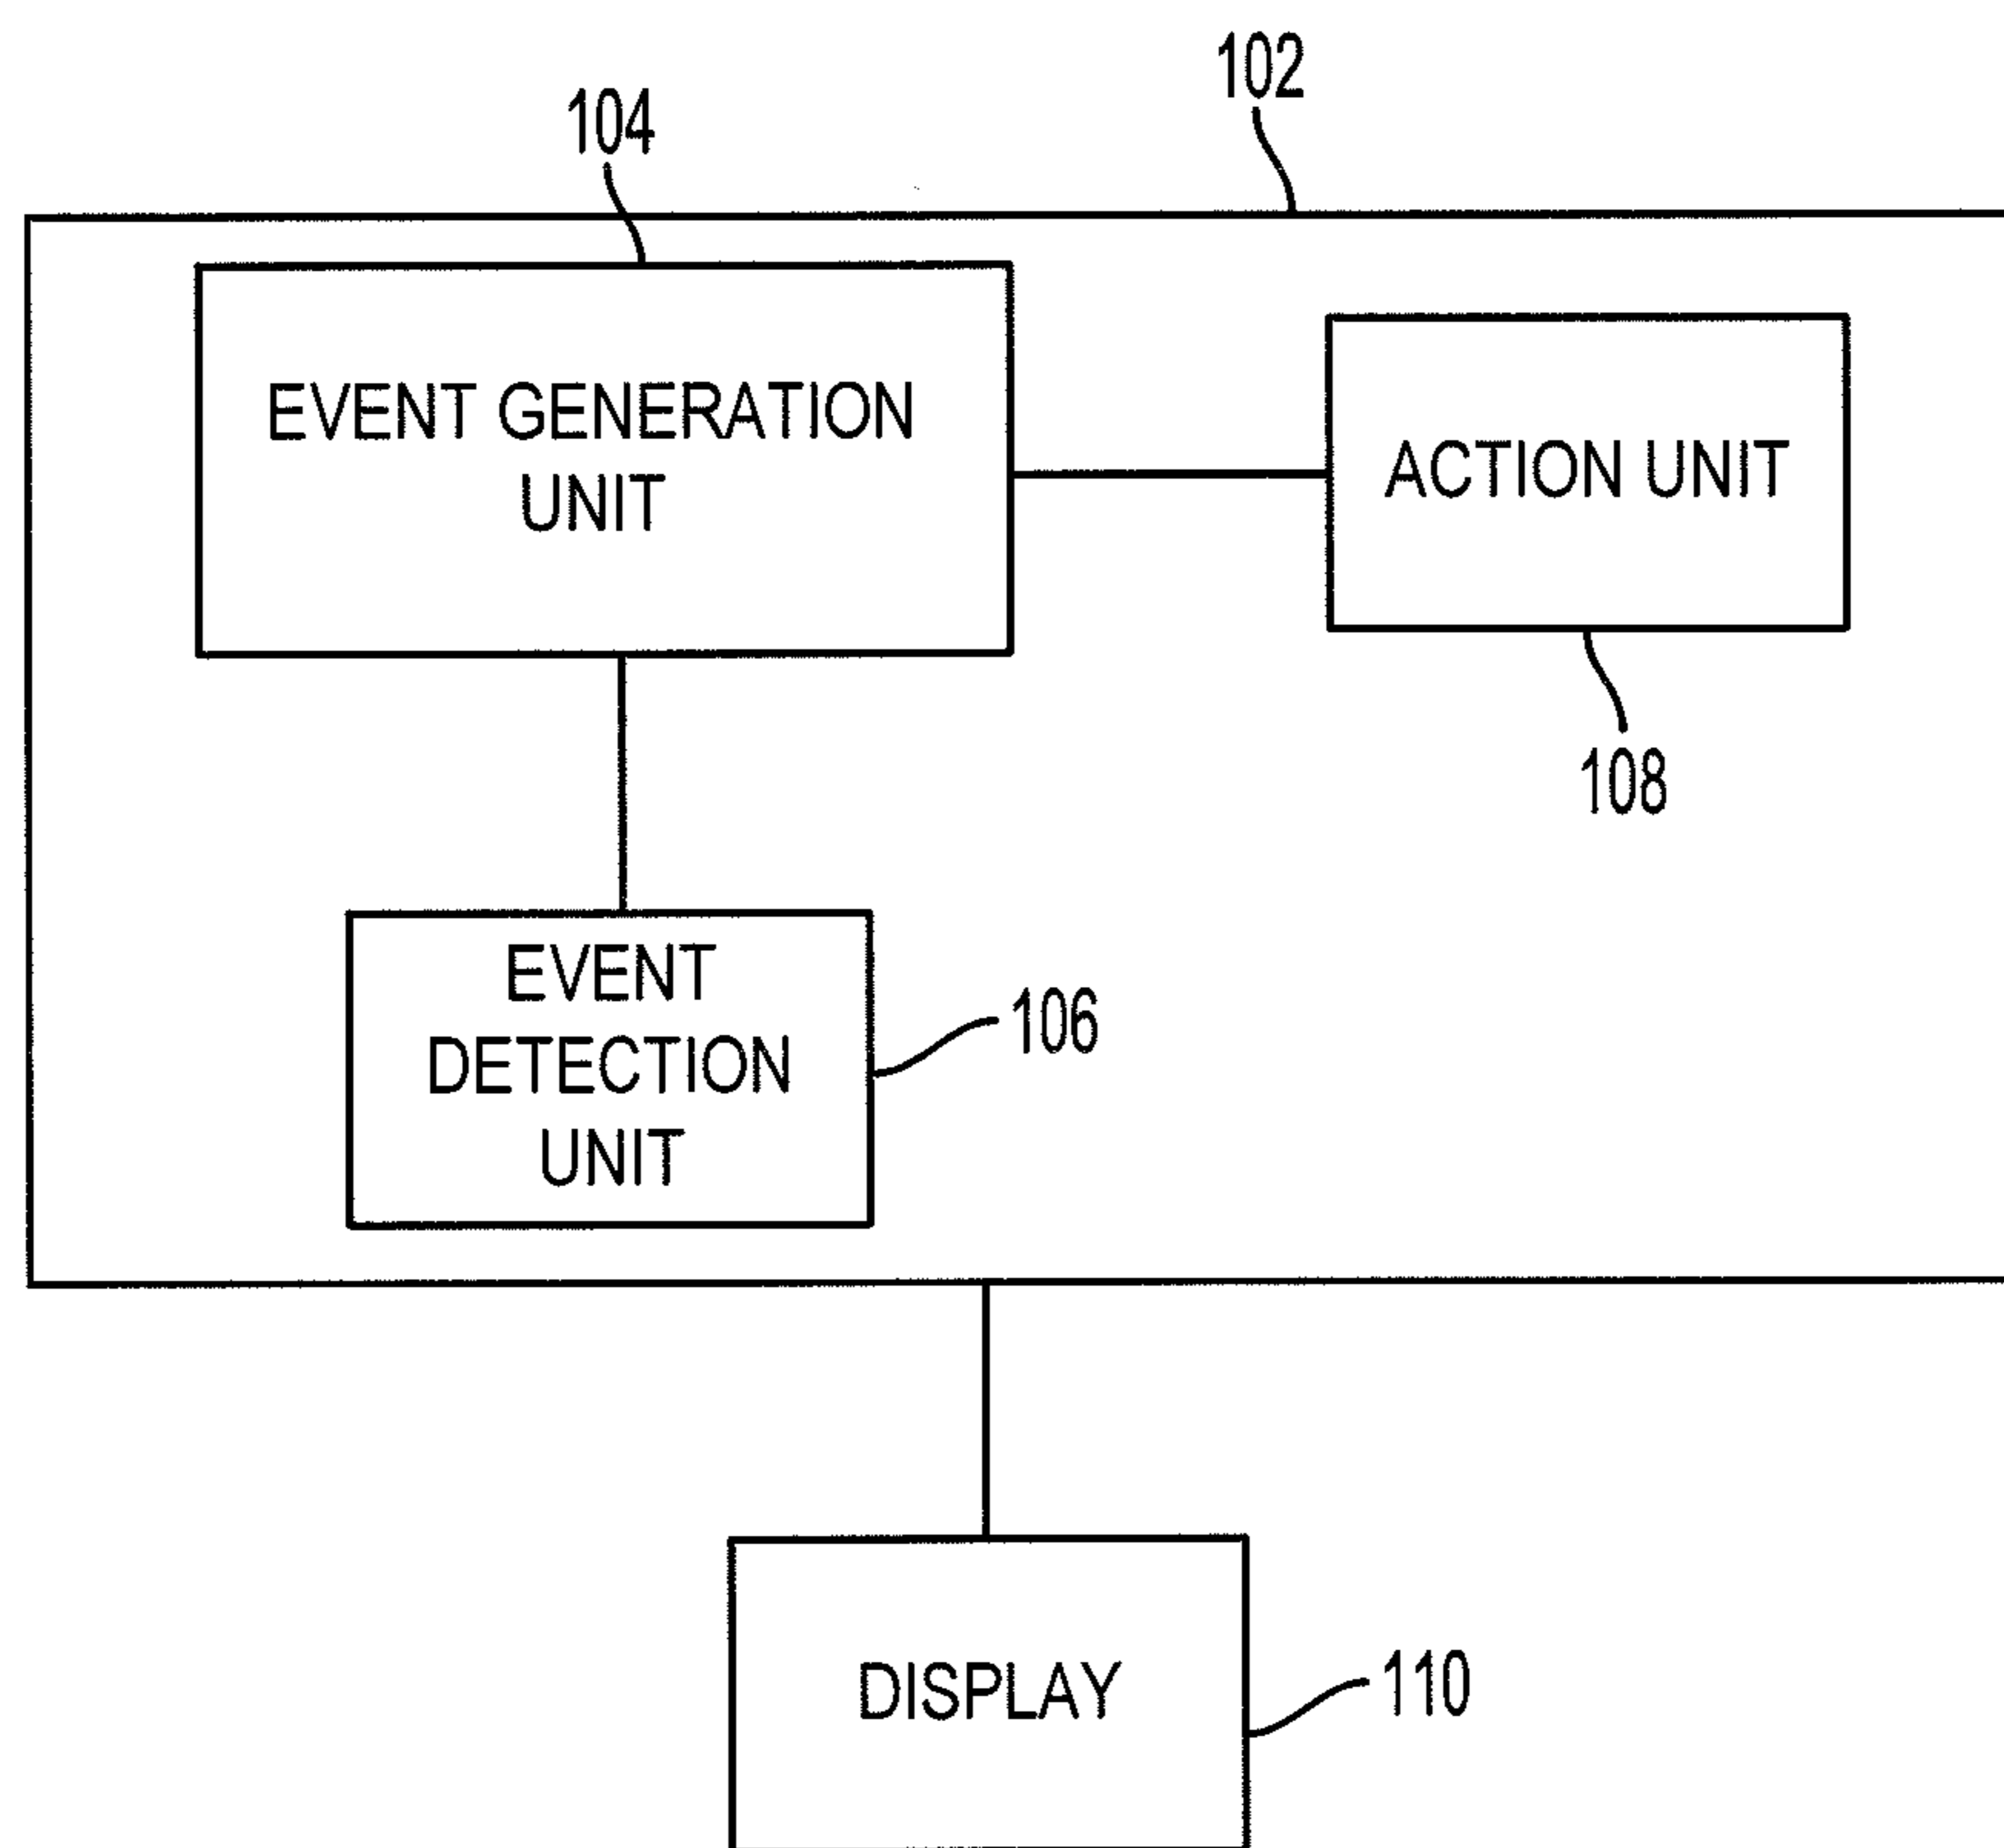 102
104
EVENT GENERATION
UNIT
ACTION UNIT
108
EVENT
DETECTION
UNIT
106
DISPLAY
110